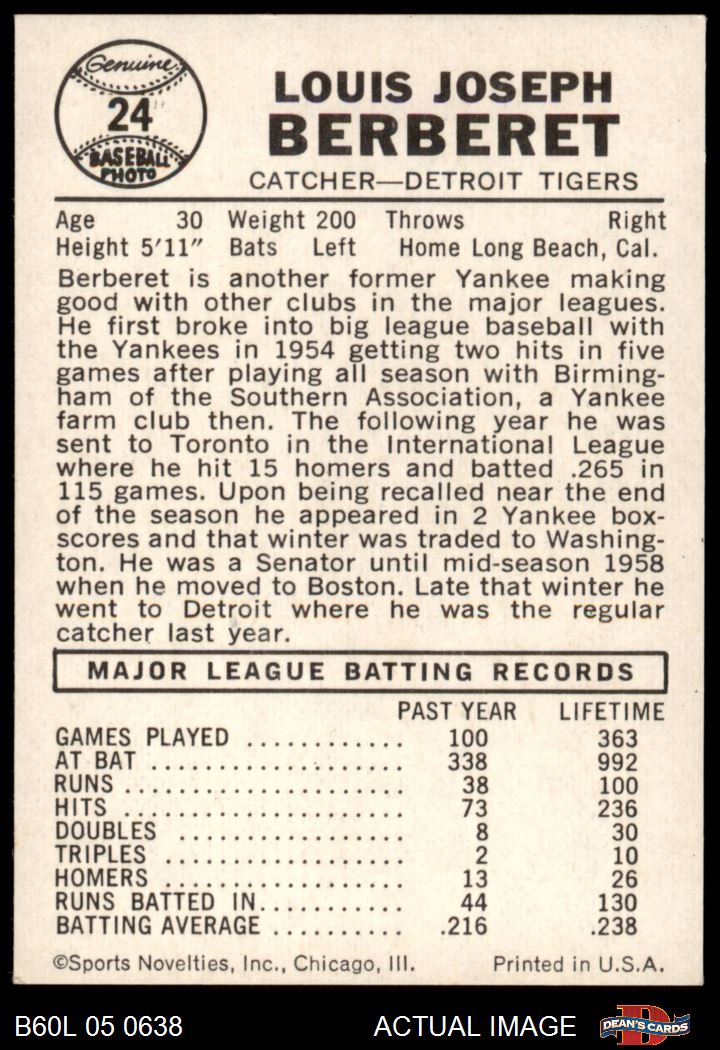 Genuine
24
BASEBALL
PHOTO
LOUIS JOSEPH
BERBERET
CATCHER—DETROIT TIGERS
Age 30 Weight 200 Throws Right
Height 5'11" Bats Left Home Long Beach, Cal.
Berberet is another former Yankee making
good with other clubs in the major leagues.
He first broke into big league baseball with
the Yankees in 1954 getting two hits in five
games after playing all season with Birming-
ham of the Southern Association, a Yankee
farm club then. The following year he was
sent to Toronto in the International League
where he hit 15 homers and batted .265 in
115 games. Upon being recalled near the end
of the season he appeared in 2 Yankee box-
scores and that winter was traded to Washing-
ton. He was a Senator until mid-season 1958
when he moved to Boston. Late that winter he
went to Detroit where he was the regular
catcher last year.
MAJOR LEAGUE BATTING RECORDS
PAST YEAR LIFETIME
GAMES PLAYED ............ 100 363
AT BAT .................... 338 992
RUNS ...................... 38 100
HITS ....................... 73 236
DOUBLES .................. 8 30
TRIPLES ................... 2 10
HOMERS ................... 13 26
RUNS BATTED IN........... 44 130
BATTING AVERAGE .......... .216 .238
©Sports Novelties, Inc., Chicago, Ill. Printed in U.S.A.
B60L 05 0638 ACTUAL IMAGE DEAN'S CARDS